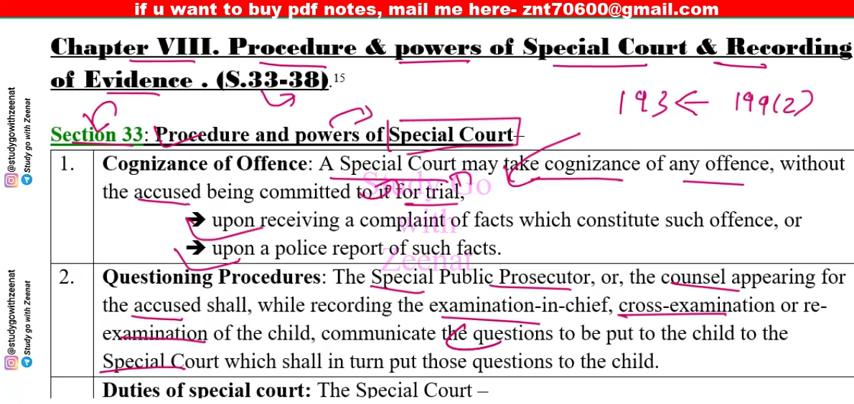 if u want to buy pdf notes, mail me here- znt70600@gmail.com
Chapter VIII. Procedure & powers of Special Court & Recording
of Evidence . (S.33-38).15
193 ← 199(2)
Section 33: Procedure and powers of Special Court–
1. Cognizance of Offence: A Special Court may take cognizance of any offence, without
the accused being committed to it for trial,
➔ upon receiving a complaint of facts which constitute such offence, or
➔ upon a police report of such facts.
2. Questioning Procedures: The Special Public Prosecutor, or, the counsel appearing for
the accused shall, while recording the examination-in-chief, cross-examination or re-
examination of the child, communicate the questions to be put to the child to the
Special Court which shall in turn put those questions to the child.
Duties of special court: The Special Court –
Study Go
with
Zeenat
@studygowithzeenat
Study go with Zeenat
@studygowithzeenat
Study go with Zeenat